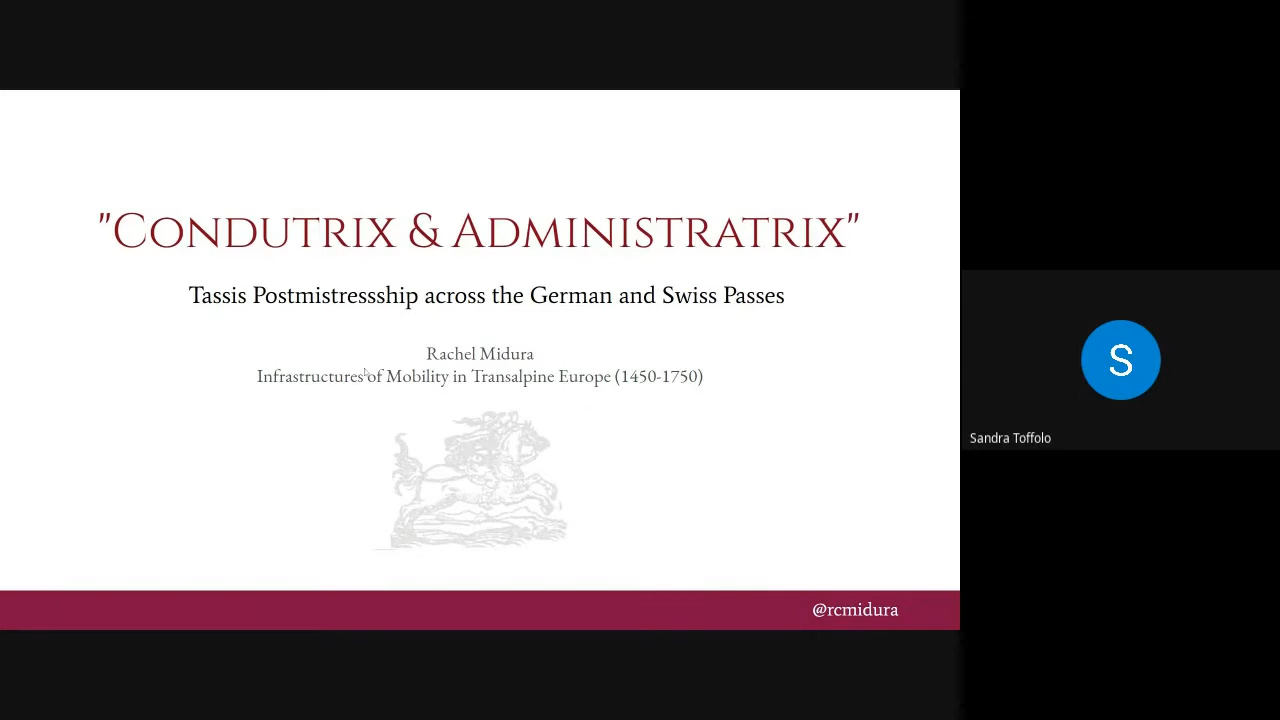 "Condutrix & Administratrix"
Tassis Postmistressship across the German and Swiss Passes
Rachel Midura
Infrastructures of Mobility in Transalpine Europe (1450-1750)
@rcmidura
S
Sandra Toffolo